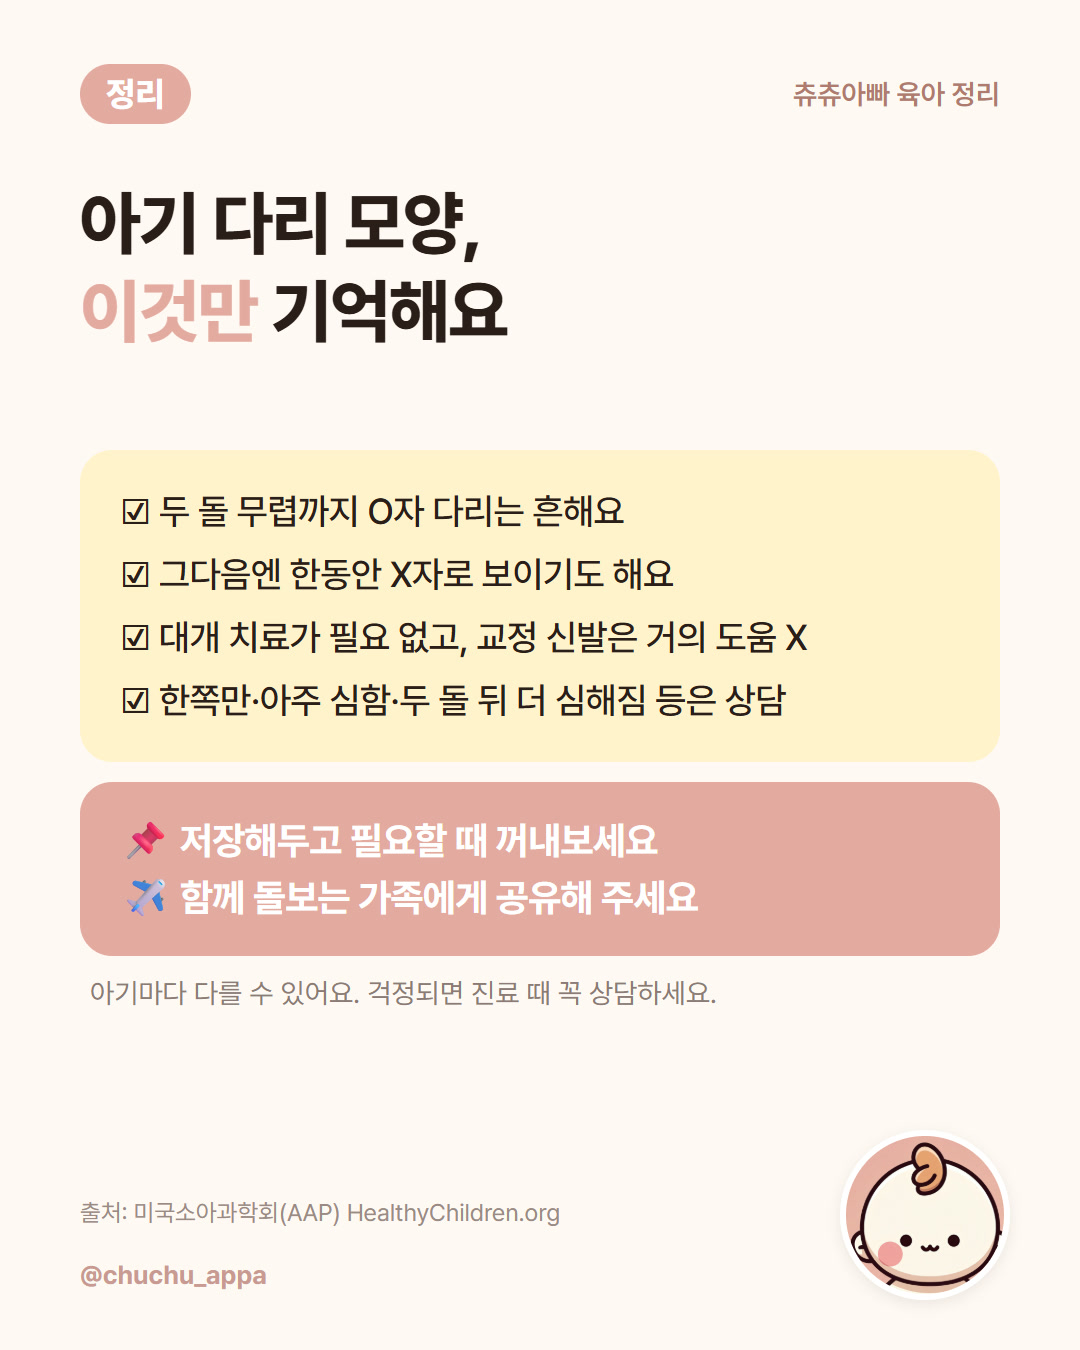 정리
츄츄아빠 육아 정리
아기 다리 모양,
이것만 기억해요
☑ 두 돌 무렵까지 O자 다리는 흔해요
☑ 그다음엔 한동안 X자로 보이기도 해요
☑ 대개 치료가 필요 없고, 교정 신발은 거의 도움 X
☑ 한쪽만·아주 심함·두 돌 뒤 더 심해짐 등은 상담
📌 저장해두고 필요할 때 꺼내보세요
✈️ 함께 돌보는 가족에게 공유해 주세요
아기마다 다를 수 있어요. 걱정되면 진료 때 꼭 상담하세요.
출처: 미국소아과학회(AAP) HealthyChildren.org
@chuchu_appa